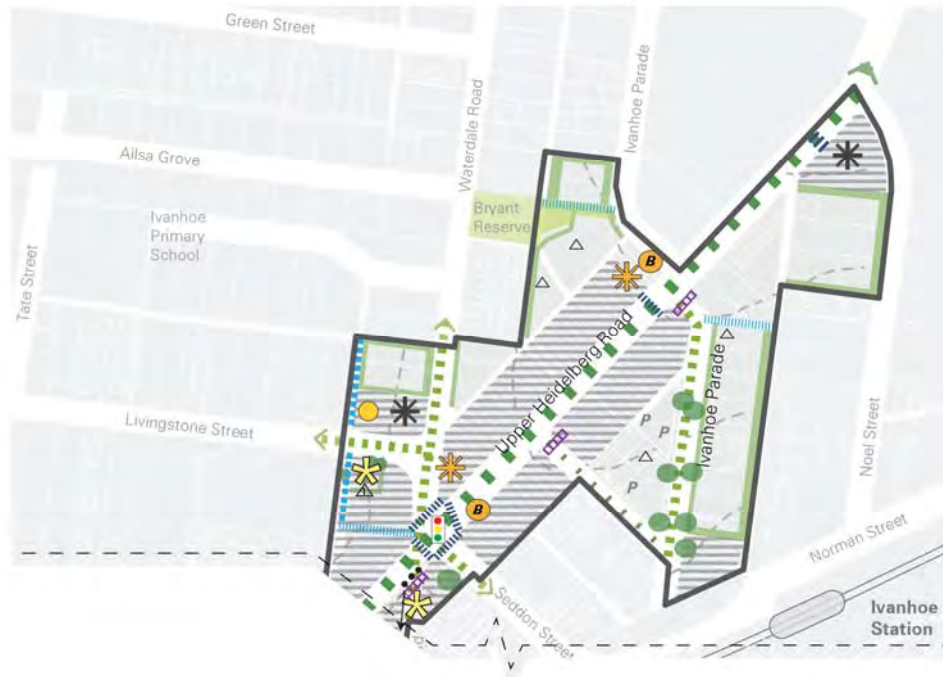 Green Street
Waterdale Road
Ivanhoe Parade
Ailsa Grove
Ivanhoe
Primary
School
Bryant
Reserve
Tate Street
B
Upper Heidelberg Road
Ivanhoe Parade
Livingstone Street
P
P
P
Noel Street
B
Norman Street
Seddon Street
Ivanhoe
Station